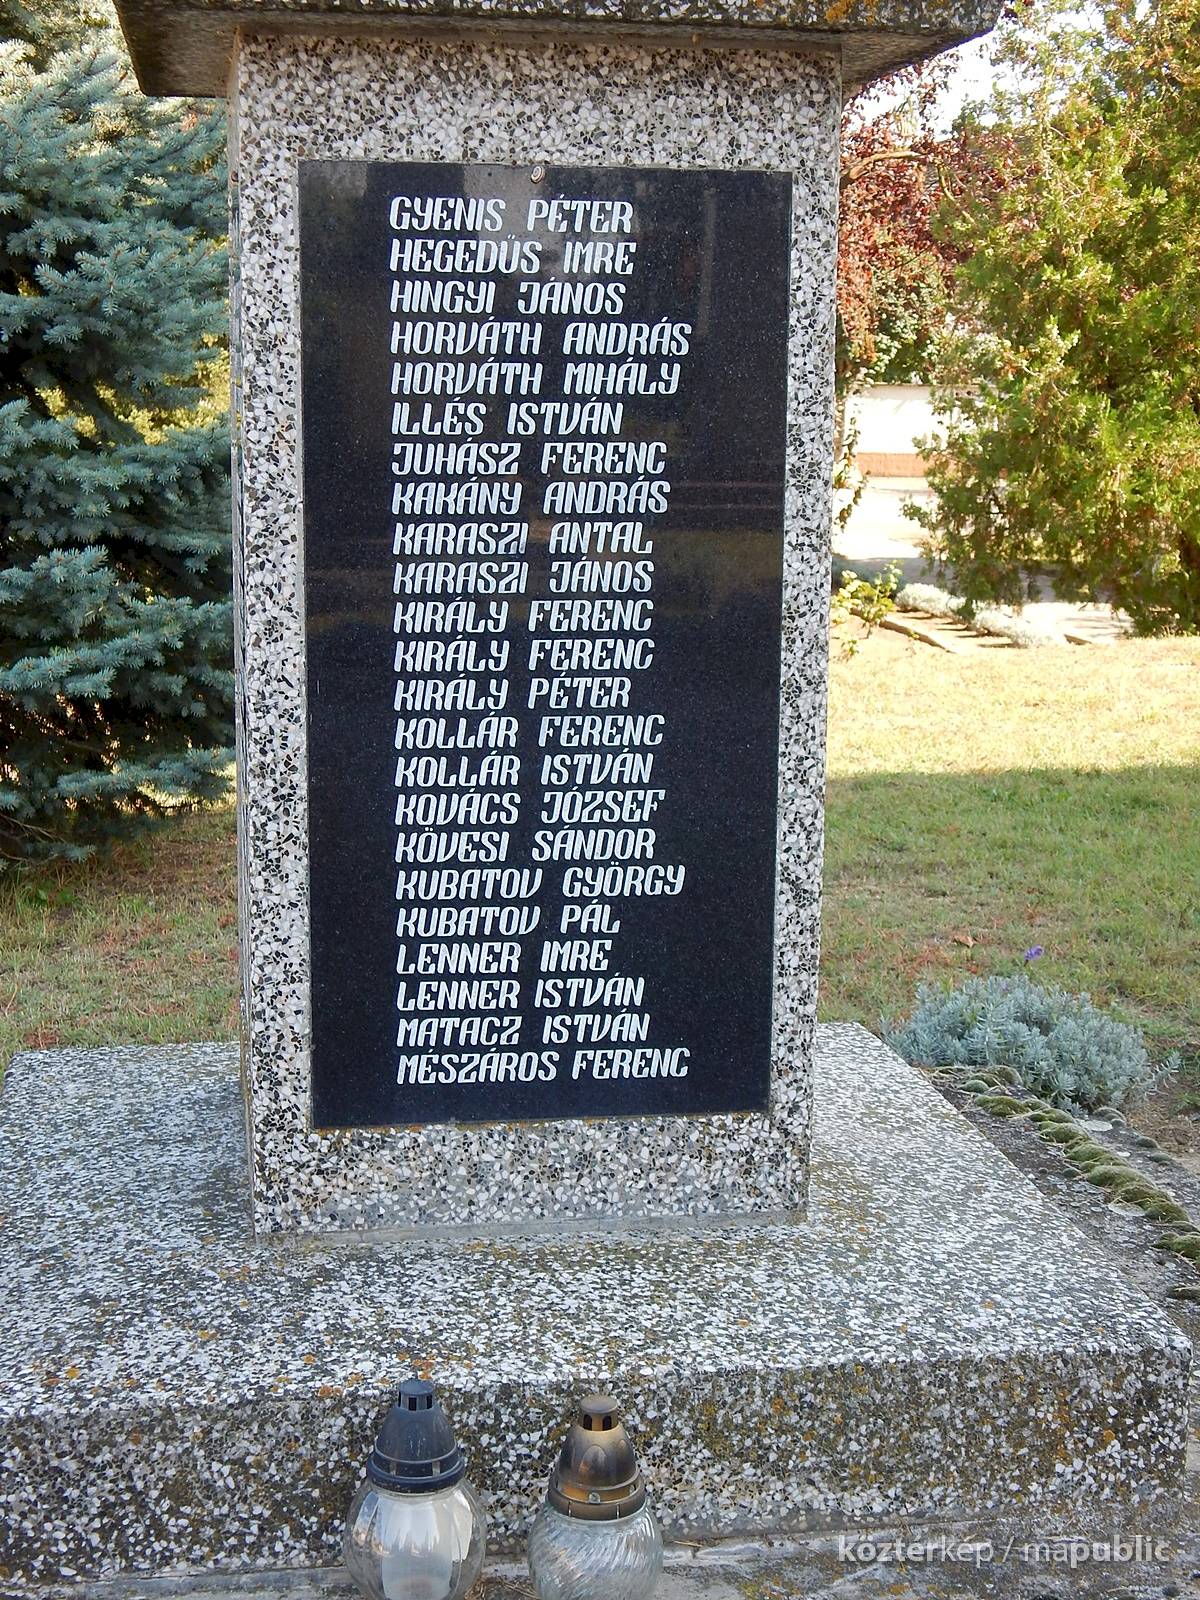 GYENIS PÉTER
HEGEDŰS IMRE
HINGYI JÁNOS
HORVÁTH ANDRÁS
HORVÁTH MIHÁLY
ILLÉS ISTVÁN
JUHÁSZ FERENC
KAKÁNY ANDRÁS
KARASZI ANTAL
KARASZI JÁNOS
KIRÁLY FERENC
KIRÁLY FERENC
KIRÁLY PÉTER
KOLLÁR FERENC
KOLLÁR ISTVÁN
KOVÁCS JÓZSEF
KÖVESI SÁNDOR
KUBATOV GYÖRGY
KUBATOV PÁL
LENNER IMRE
LENNER ISTVÁN
MATACZ ISTVÁN
MÉSZÁROS FERENC
köztérkép / mapublic